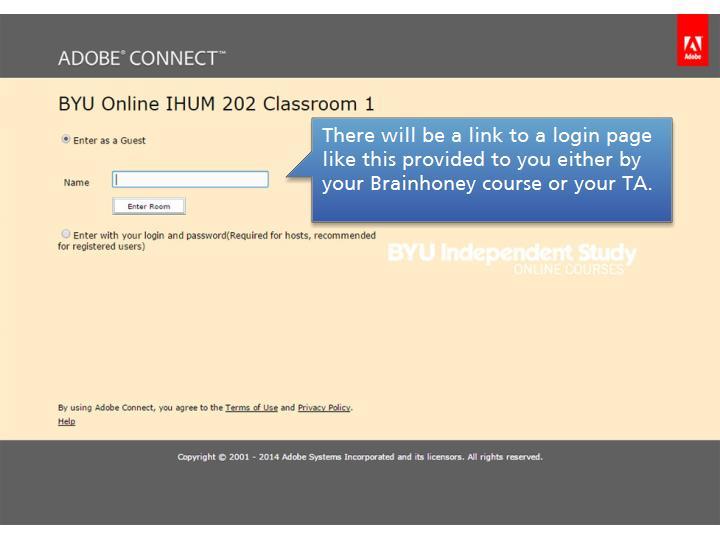 ADOBE® CONNECT™
Adobe
BYU Online IHUM 202 Classroom 1
Enter as a Guest
There will be a link to a login page
like this provided to you either by
your Brainhoney course or your TA.
Name
Enter Room
Enter with your login and password(Required for hosts, recommended
for registered users)
BYU Independent Study
ONLINE COURSES
By using Adobe Connect, you agree to the Terms of Use and Privacy Policy.
Help
Copyright © 2001 - 2014 Adobe Systems Incorporated and its licensors. All rights reserved.